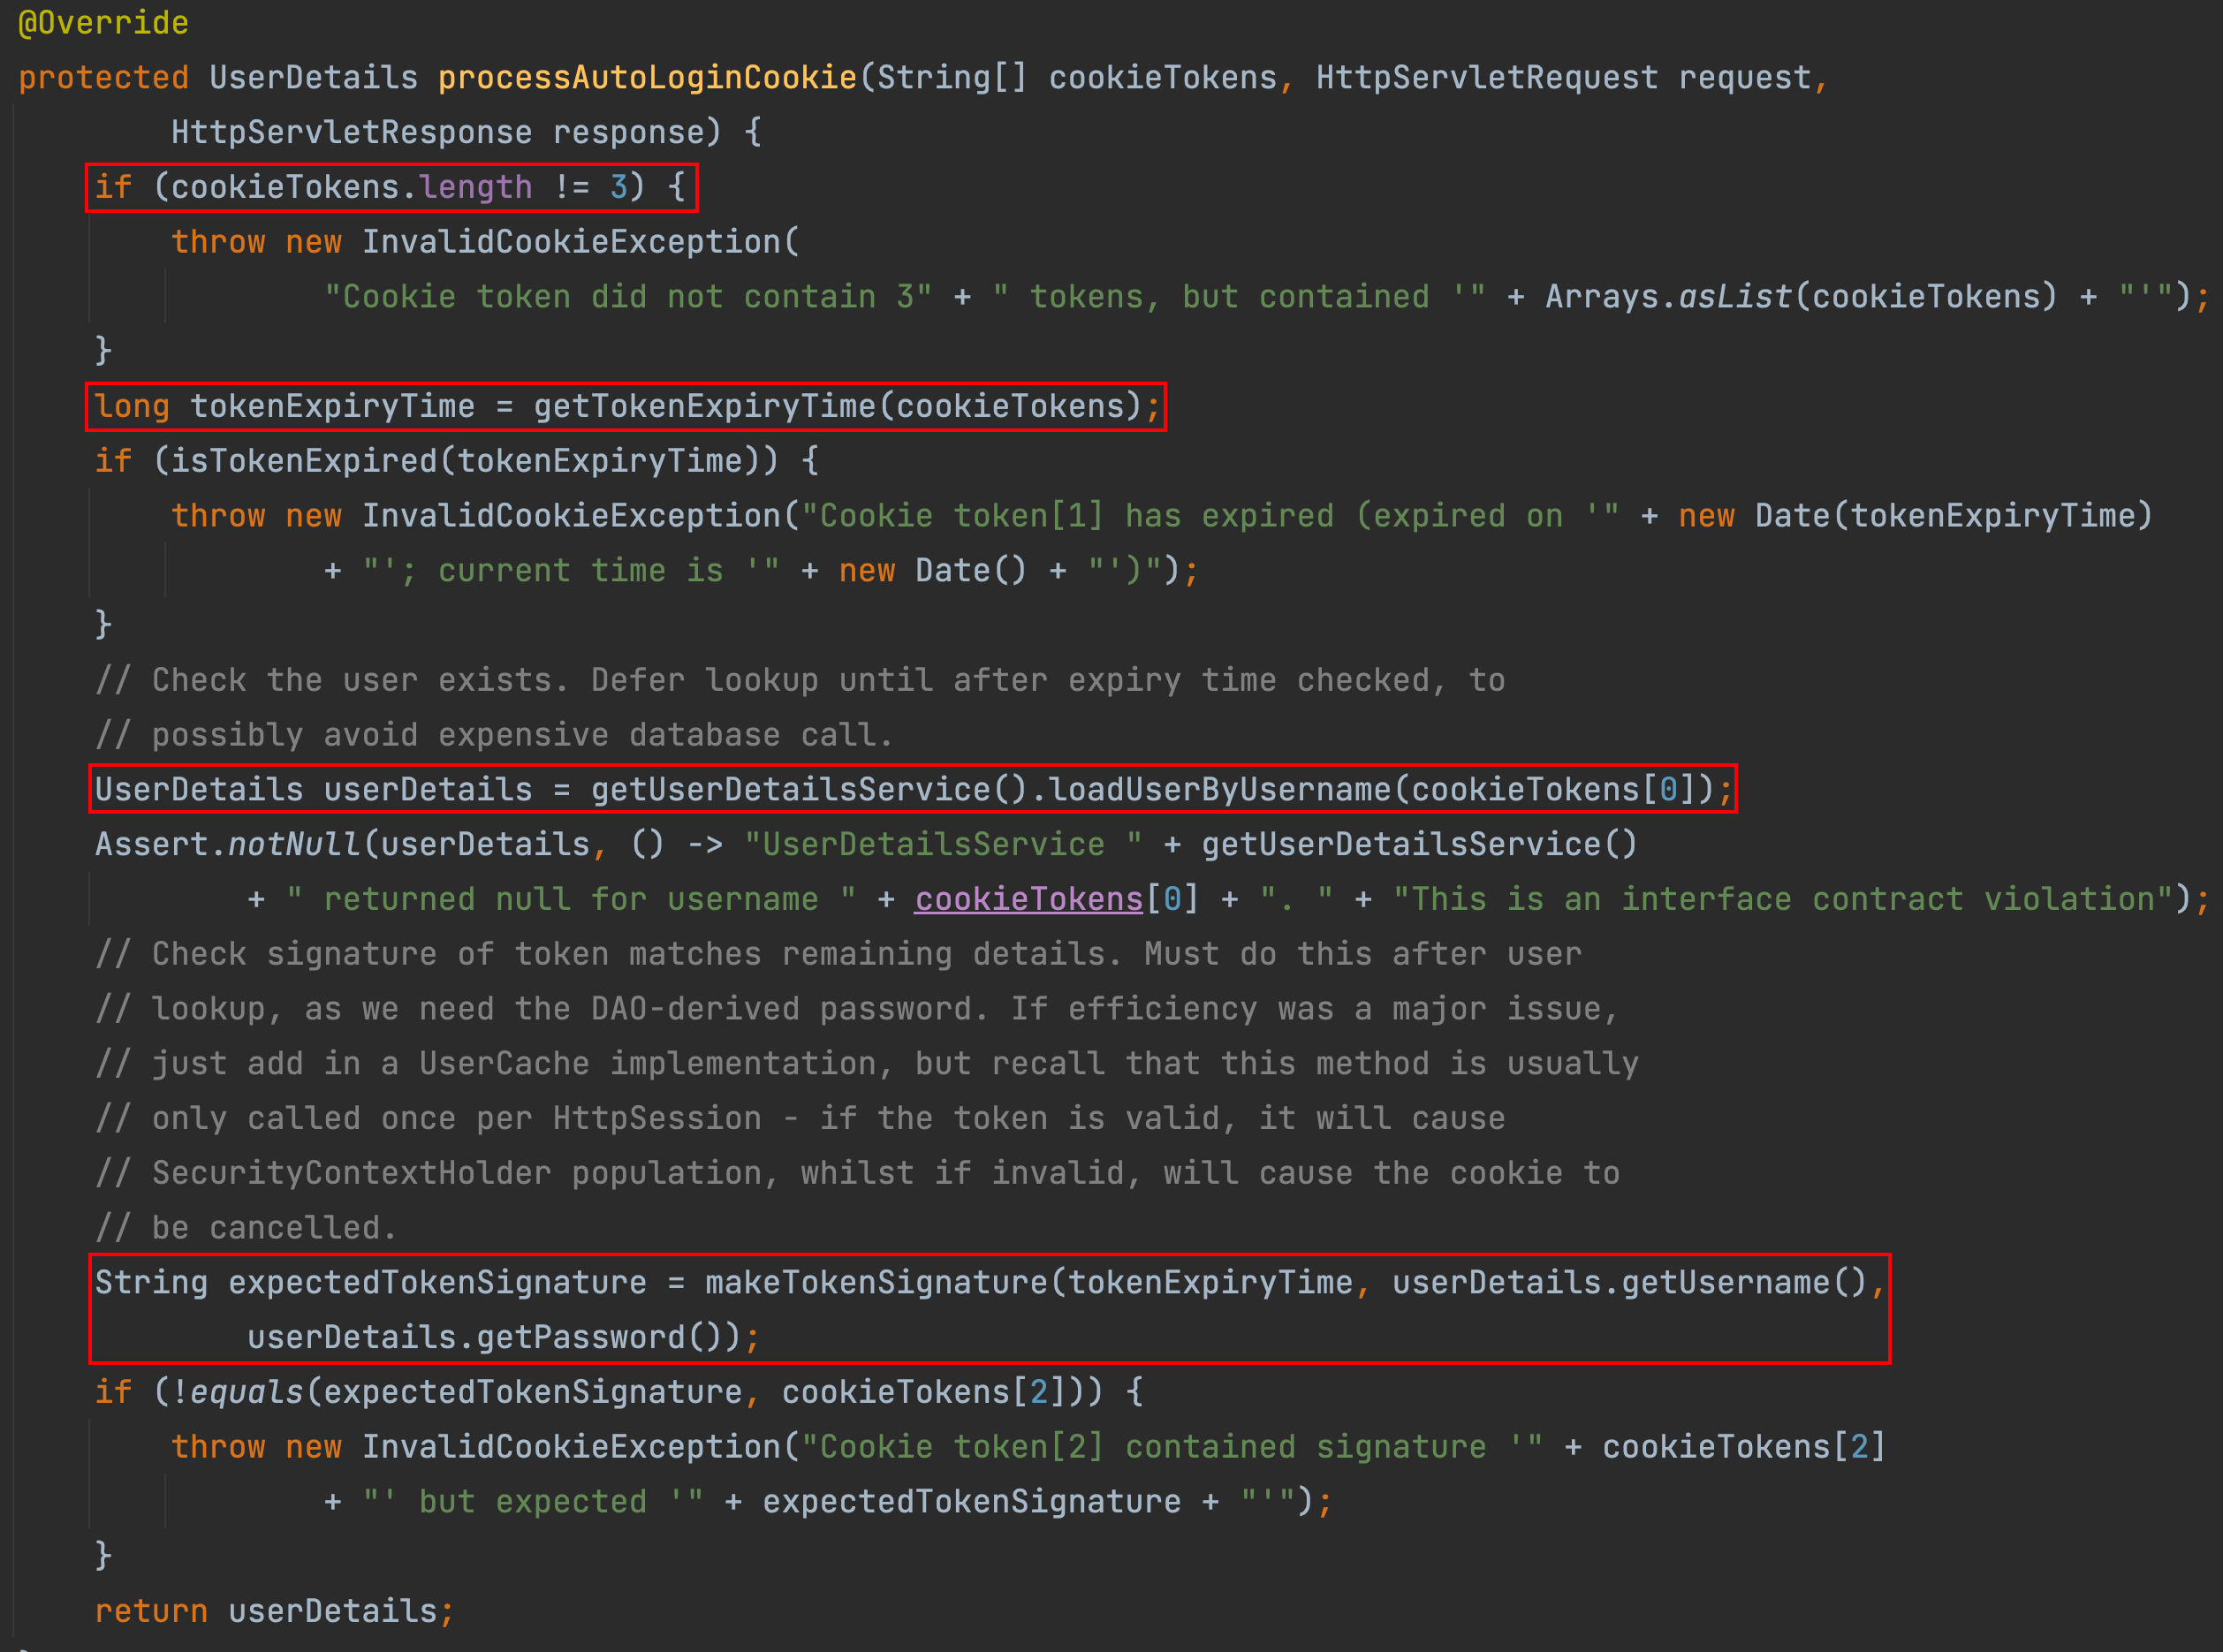 @Override
protected UserDetails processAutoLoginCookie(String[] cookieTokens, HttpServletRequest request,
        HttpServletResponse response) {
    if (cookieTokens.length != 3) {
        throw new InvalidCookieException(
                "Cookie token did not contain 3" + " tokens, but contained '" + Arrays.asList(cookieTokens) + "'");
    }
    long tokenExpiryTime = getTokenExpiryTime(cookieTokens);
    if (isTokenExpired(tokenExpiryTime)) {
        throw new InvalidCookieException("Cookie token[1] has expired (expired on '" + new Date(tokenExpiryTime)
                + "'; current time is '" + new Date() + "')");
    }
    // Check the user exists. Defer lookup until after expiry time checked, to
    // possibly avoid expensive database call.
    UserDetails userDetails = getUserDetailsService().loadUserByUsername(cookieTokens[0]);
    Assert.notNull(userDetails, () -> "UserDetailsService " + getUserDetailsService()
            + " returned null for username " + cookieTokens[0] + ". " + "This is an interface contract violation");
    // Check signature of token matches remaining details. Must do this after user
    // lookup, as we need the DAO-derived password. If efficiency was a major issue,
    // just add in a UserCache implementation, but recall that this method is usually
    // only called once per HttpSession - if the token is valid, it will cause
    // SecurityContextHolder population, whilst if invalid, will cause the cookie to
    // be cancelled.
    String expectedTokenSignature = makeTokenSignature(tokenExpiryTime, userDetails.getUsername(),
            userDetails.getPassword());
    if (!equals(expectedTokenSignature, cookieTokens[2])) {
        throw new InvalidCookieException("Cookie token[2] contained signature '" + cookieTokens[2]
                + "' but expected '" + expectedTokenSignature + "'");
    }
    return userDetails;